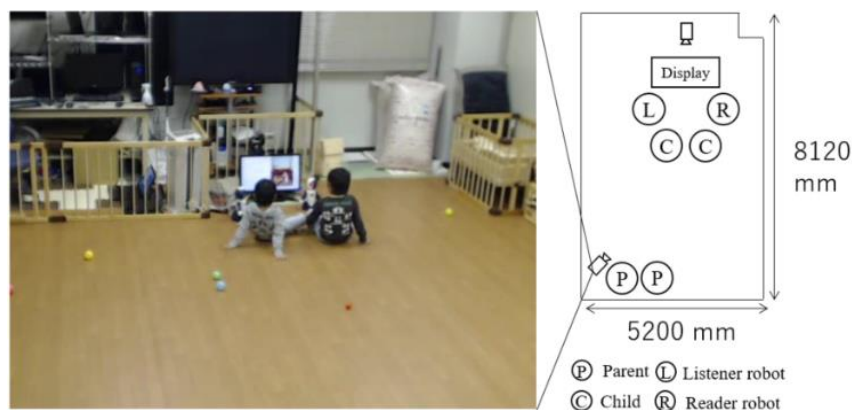 Display
L
R
C
C
8120
mm
P
P
5200 mm
P Parent L Listener robot
C Child R Reader robot